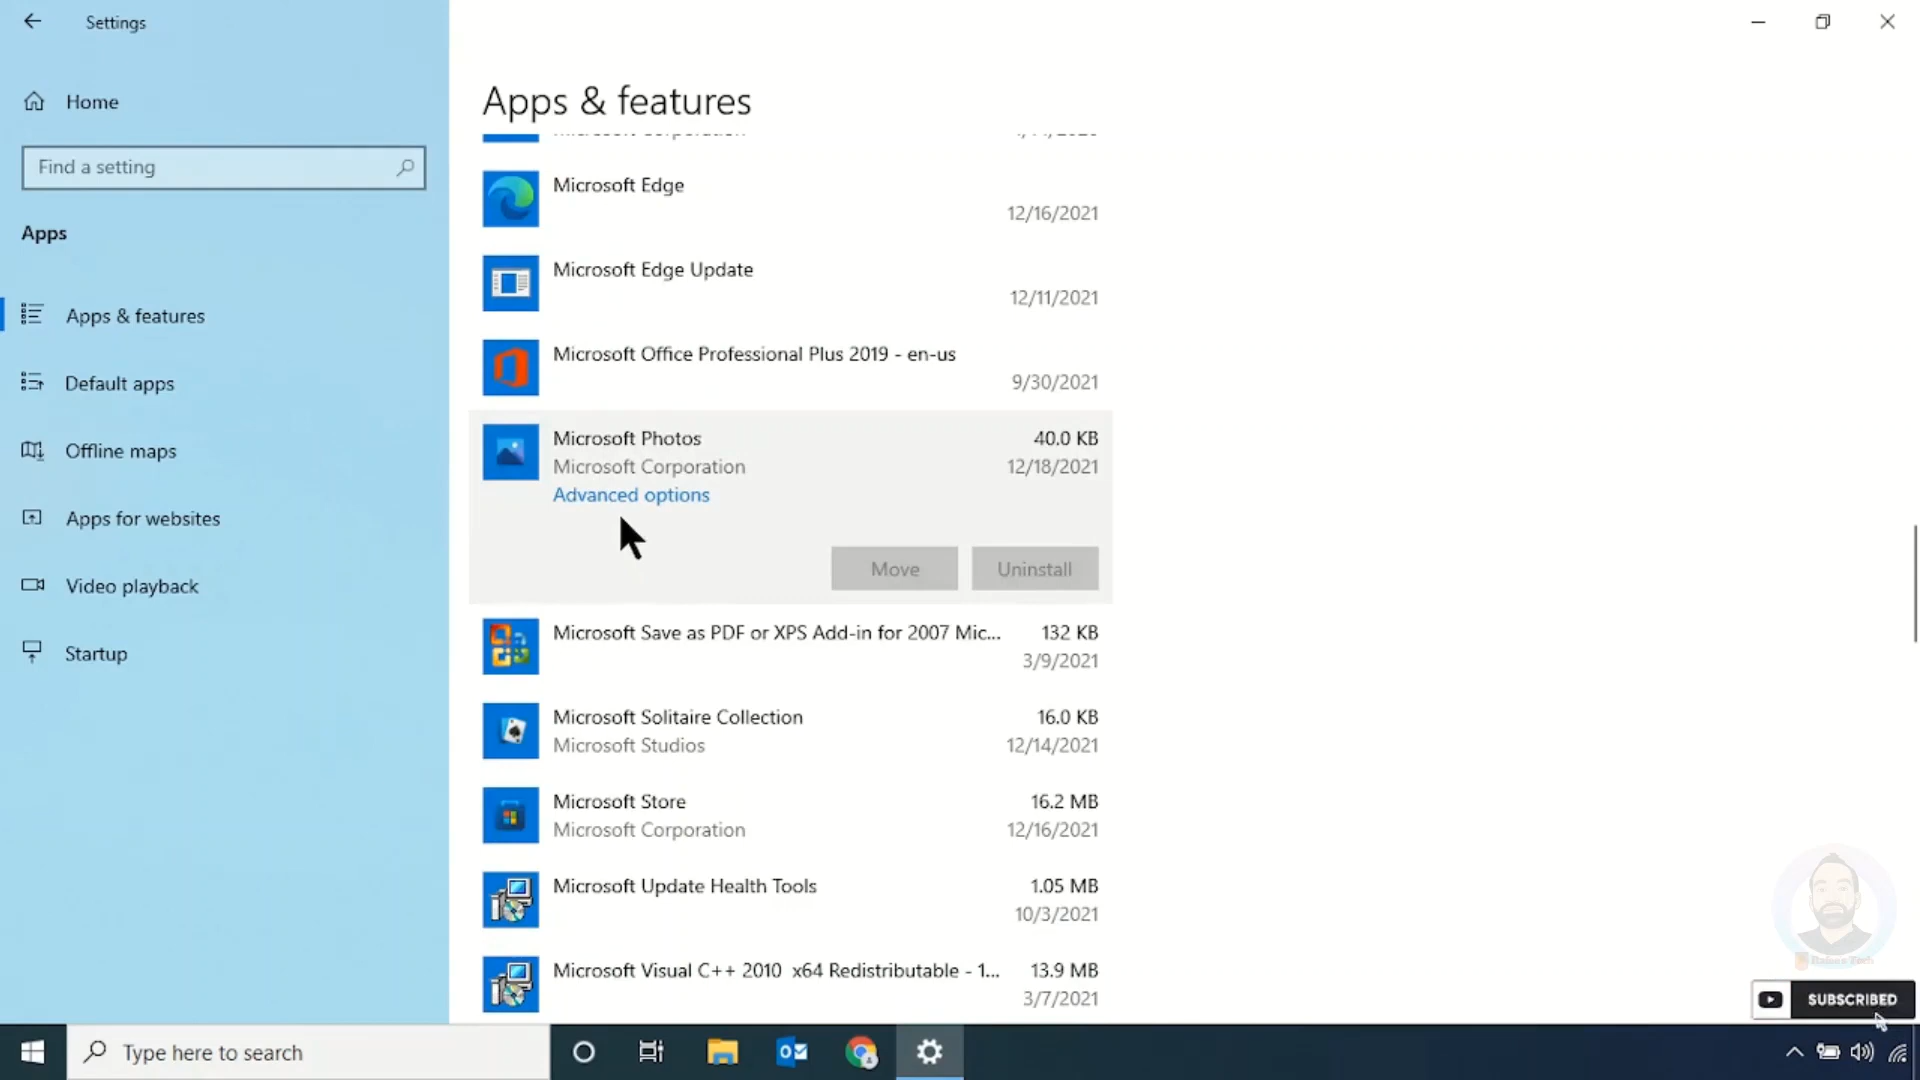 Settings
Home
Find a setting
Apps
Apps & features
Default apps
Offline maps
Apps for websites
Video playback
Startup
Apps & features
Microsoft Edge
12/16/2021
Microsoft Edge Update
12/11/2021
Microsoft Office Professional Plus 2019 - en-us
9/30/2021
Microsoft Photos 40.0 KB
Microsoft Corporation 12/18/2021
Advanced options
Move Uninstall
Microsoft Save as PDF or XPS Add-in for 2007 Mic... 132 KB
3/9/2021
Microsoft Solitaire Collection 16.0 KB
Microsoft Studios 12/14/2021
Microsoft Store 16.2 MB
Microsoft Corporation 12/16/2021
Microsoft Update Health Tools 1.05 MB
10/3/2021
Microsoft Visual C++ 2010 x64 Redistributable - 1... 13.9 MB
3/7/2021
SUBSCRIBED
Type here to search